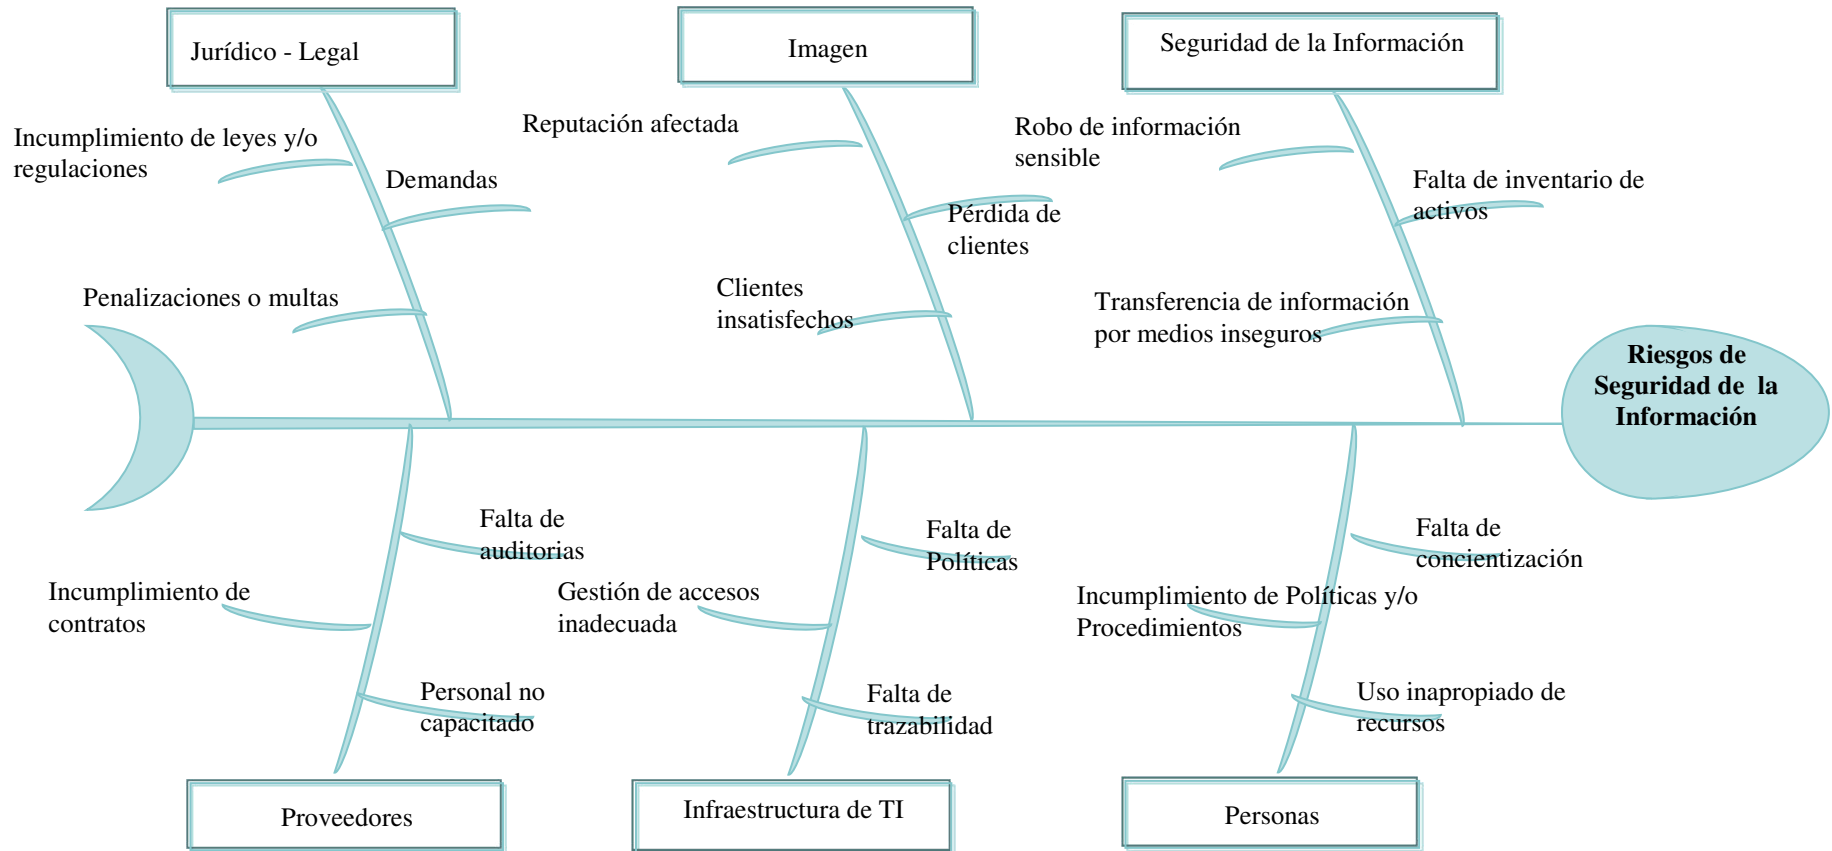 Jurídico - Legal
Imagen
Seguridad de la Información
Incumplimiento de leyes y/o
regulaciones
Demandas
Penalizaciones o multas
Reputación afectada
Pérdida de
clientes
Clientes
insatisfechos
Robo de información
sensible
Falta de inventario de
activos
Transferencia de información
por medios inseguros
Riesgos de
Seguridad de la
Información
Falta de
auditorias
Incumplimiento de
contratos
Personal no
capacitado
Falta de
Políticas
Gestión de accesos
inadecuada
Falta de
trazabilidad
Falta de
concientización
Incumplimiento de Políticas y/o
Procedimientos
Uso inapropiado de
recursos
Proveedores
Infraestructura de TI
Personas